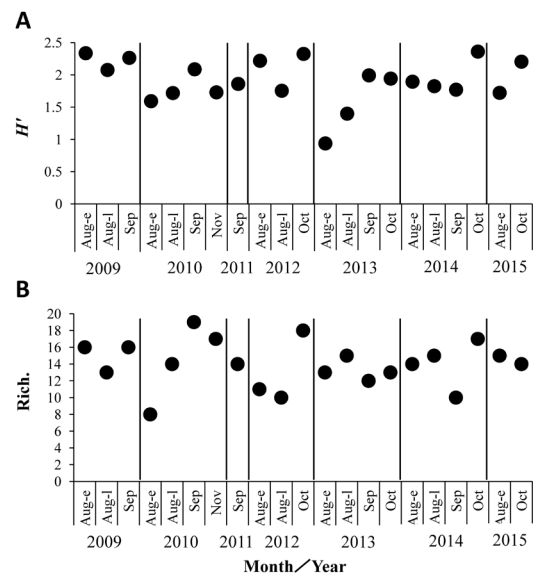 A
H'
2.5
2
1.5
1
0.5
0
Aug-e Aug-l Sep Aug-e Aug-l Sep Nov Sep Aug-e Aug-l Oct Aug-e Aug-l Sep Oct Aug-e Aug-l Sep Oct Aug-e Oct
2009 2010 2011 2012 2013 2014 2015
B
Rich.
20
18
16
14
12
10
8
6
4
2
0
Aug-e Aug-l Sep Aug-e Aug-l Sep Nov Sep Aug-e Aug-l Oct Aug-e Aug-l Sep Oct Aug-e Aug-l Sep Oct Aug-e Oct
2009 2010 2011 2012 2013 2014 2015
Month／Year